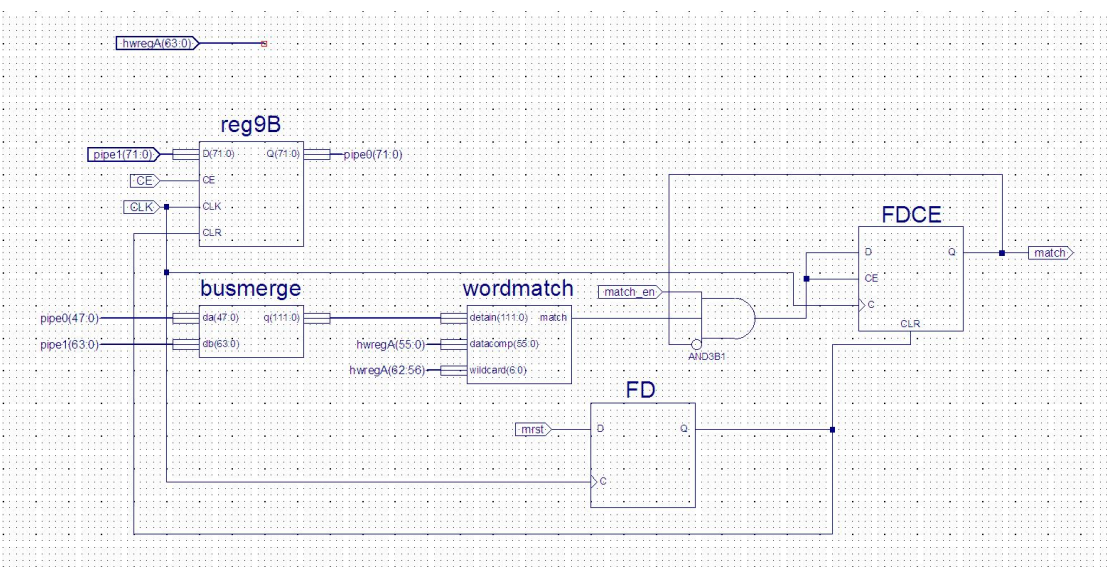 hwregA(63:0)
reg9B
pipe1(71:0)
D(71:0)
Q(71:0)
pipe0(71:0)
CE
CE
CLK
CLK
CLR
FDCE
D
Q
match
CE
C
CLR
busmerge
pipe0(47:0)
da(47:0)
q(111:0)
pipe1(63:0)
db(63:0)
wordmatch
detain(111:0)
match
hwregA(55:0)
datacomp(55:0)
hwregA(62:56)
wildcard(6:0)
match_en
AND3B1
FD
mrst
D
Q
C